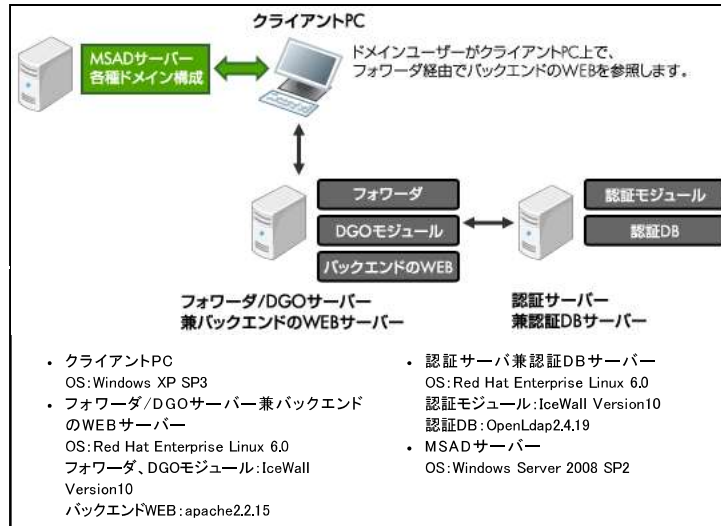 クライアントPC
MSADサーバー
各種ドメイン構成
ドメインユーザーがクライアントPC上で、
フォワーダ経由でバックエンドのWEBを参照します。
フォワーダ
DGOモジュール
バックエンドのWEB
認証モジュール
認証DB
フォワーダ/DGOサーバー
兼バックエンドのWEBサーバー
認証サーバー
兼認証DBサーバー
• クライアントPC
OS:Windows XP SP3
• フォワーダ/DGOサーバー兼バックエンド
のWEBサーバー
OS:Red Hat Enterprise Linux 6.0
フォワーダ、DGOモジュール:IceWall
Version10
バックエンドWEB:apache2.2.15
• 認証サーバ兼認証DBサーバー
OS:Red Hat Enterprise Linux 6.0
認証モジュール:IceWall Version10
認証DB:OpenLdap2.4.19
• MSADサーバー
OS:Windows Server 2008 SP2